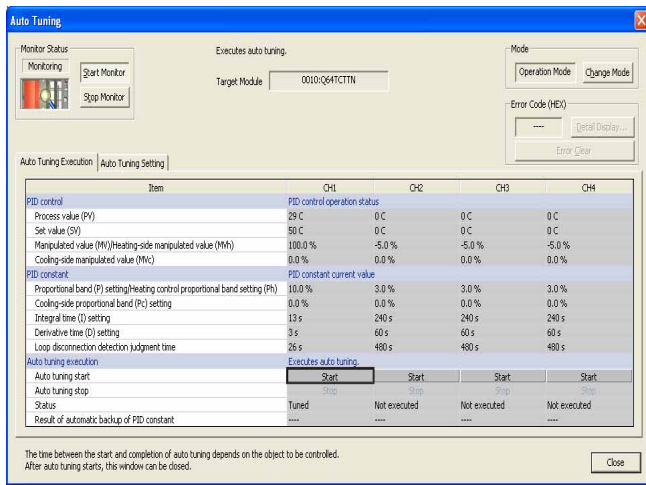 Auto Tuning
Monitor Status
Monitoring
Start Monitor
Stop Monitor
Executes auto tuning.
Target Module 0010:Q64TCTTN
Mode
Operation Mode Change Mode
Error Code (HEX)
---- Detail Display...
Error Clear
Auto Tuning Execution Auto Tuning Setting
Item CH1 CH2 CH3 CH4
PID control PID control operation status
Process value (PV) 29 C 0 C 0 C 0 C
Set value (SV) 50 C 0 C 0 C 0 C
Manipulated value (MV)/Heating-side manipulated value (MVh) 100.0 % -5.0 % -5.0 % -5.0 %
Cooling-side manipulated value (MVc) 0.0 % 0.0 % 0.0 % 0.0 %
PID constant PID constant current value
Proportional band (P) setting/Heating control proportional band setting (Ph) 10.0 % 3.0 % 3.0 % 3.0 %
Cooling-side proportional band (Pc) setting 0.0 % 0.0 % 0.0 % 0.0 %
Integral time (I) setting 13 s 240 s 240 s 240 s
Derivative time (D) setting 3 s 60 s 60 s 60 s
Loop disconnection detection judgment time 26 s 480 s 480 s 480 s
Auto tuning execution Executes auto tuning.
Auto tuning start Start Start Start Start
Auto tuning stop Stop Stop Stop Stop
Status Tuned Not executed Not executed Not executed
Result of automatic backup of PID constant ---- ---- ---- ----
The time between the start and completion of auto tuning depends on the object to be controlled.
After auto tuning starts, this window can be closed.
Close